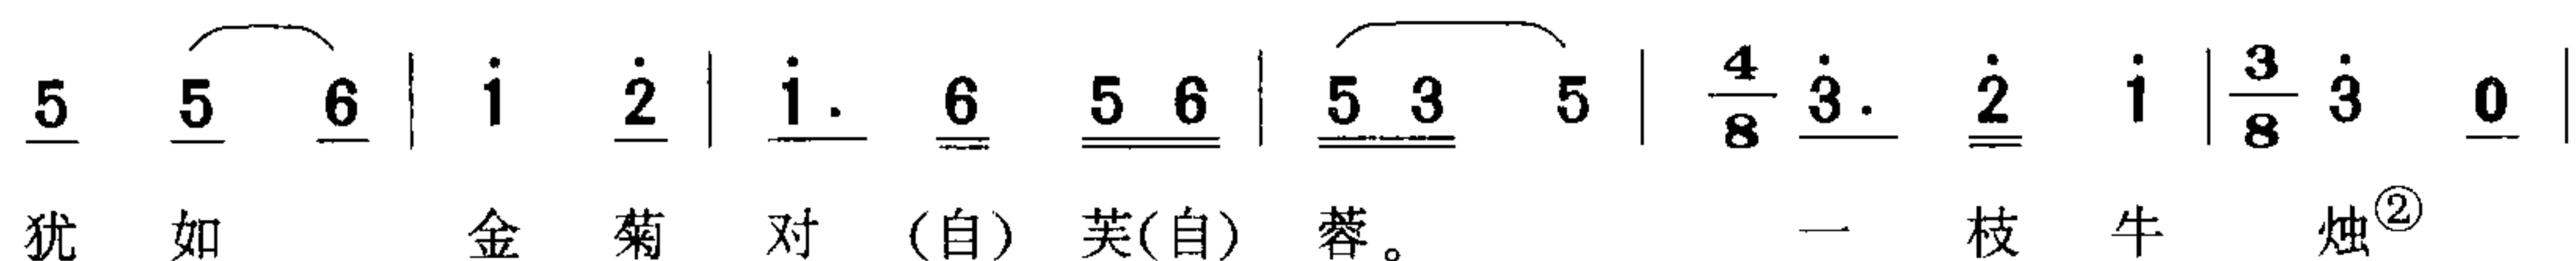 5 5 6 | i̇ 2̇ | i̇. 6 5 6 | 5 3 5 | 4/8 3̇. 2̇ i̇ | 3/8 3̇ 0 |
犹 如 金 菊 对 (自) 芙(自) 蓉。 一 枝 牛 烛②